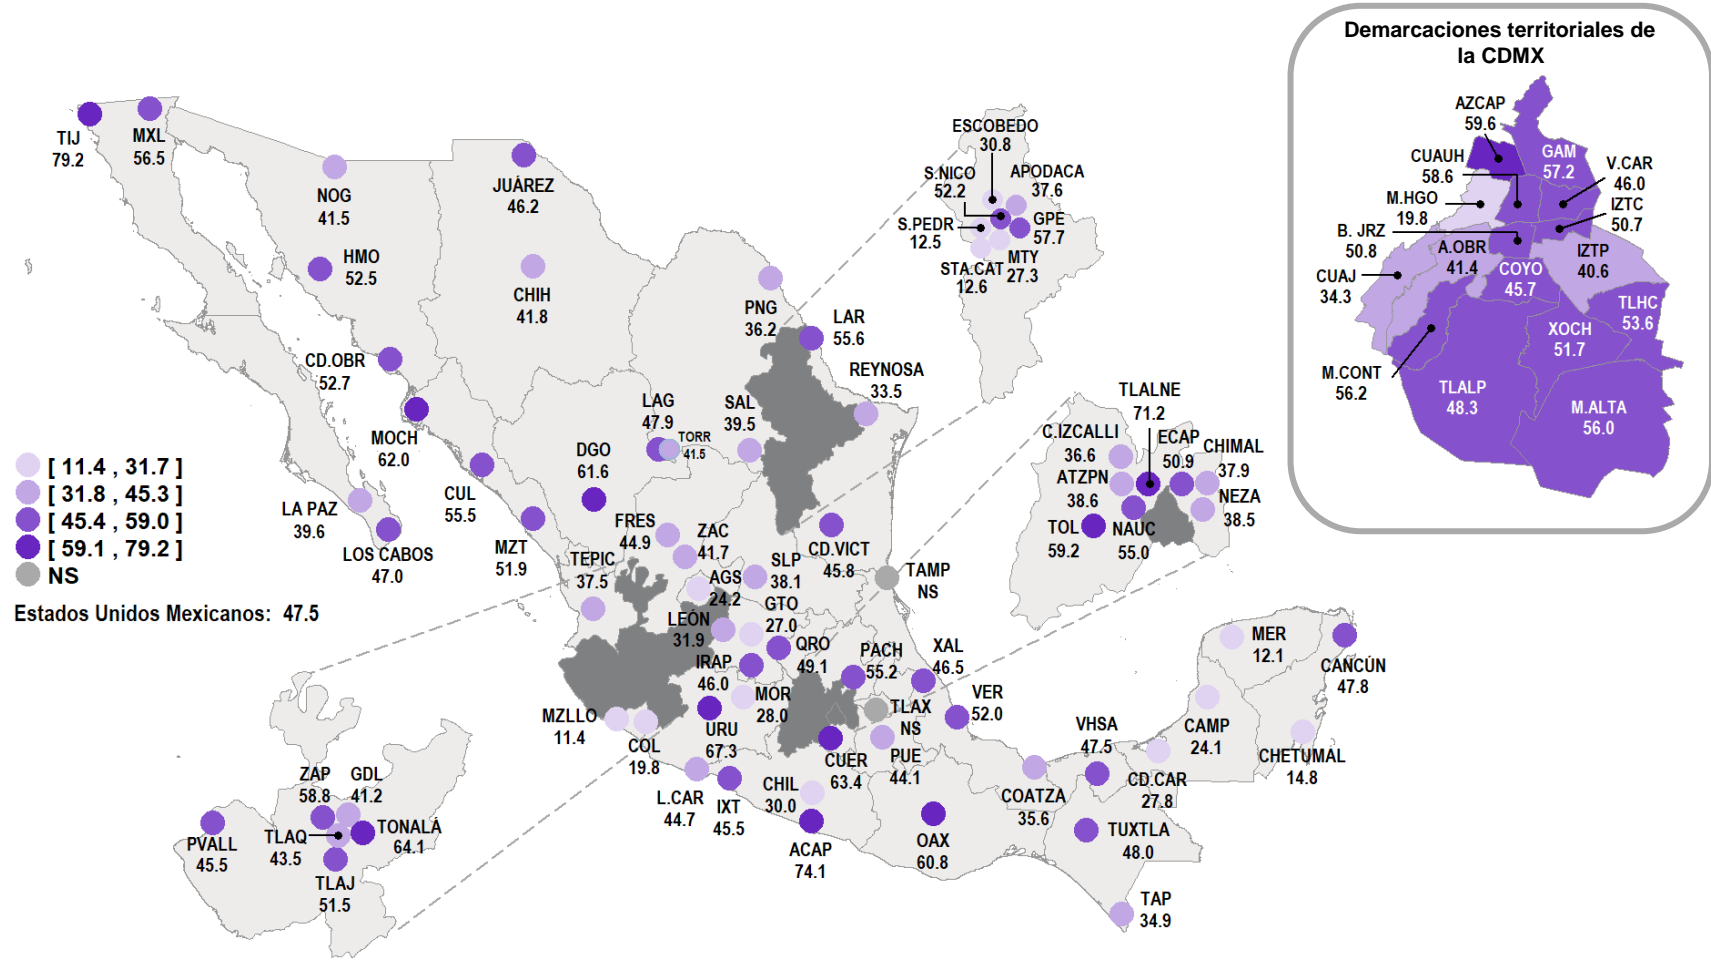 Demarcaciones territoriales de
la CDMX
AZCAP
59.6
CUAUH
58.6
GAM
57.2
V.CAR
46.0
M.HGO
19.8
IZTC
50.7
B. JRZ
50.8
A.OBR
41.4
IZTP
40.6
CUAJ
34.3
COYO
45.7
TLHC
53.6
XOCH
51.7
M.CONT
56.2
TLALP
48.3
M.ALTA
56.0
TIJ
79.2
MXL
56.5
NOG
41.5
JUÁREZ
46.2
HMO
52.5
CHIH
41.8
CD.OBR
52.7
MOCH
62.0
PNG
36.2
LAR
55.6
REYNOSA
33.5
ESCOBEDO
30.8
S.NICO
52.2
APODACA
37.6
S.PEDR
12.5
GPE
57.7
STA.CAT
12.6
MTY
27.3
LAG
47.9
TORR
41.5
SAL
39.5
DGO
61.6
CUL
55.5
LA PAZ
39.6
LOS CABOS
47.0
MZT
51.9
FRES
44.9
ZAC
41.7
CD.VICT
45.8
TEPIC
37.5
AGS
24.2
SLP
38.1
TAMP
NS
LEÓN
31.9
GTO
27.0
QRO
49.1
IRAP
46.0
PACH
55.2
XAL
46.5
MOR
28.0
MZLLO
11.4
COL
19.8
URU
67.3
TLAX
NS
VER
52.0
CUER
63.4
PUE
44.1
L.CAR
44.7
IXT
45.5
CHIL
30.0
ACAP
74.1
OAX
60.8
COATZA
35.6
VHSA
47.5
CD.CAR
27.8
TUXTLA
48.0
TAP
34.9
CAMP
24.1
MER
12.1
CANCÚN
47.8
CHETUMAL
14.8
TLALNE
71.2
C.IZCALLI
36.6
ECAP
50.9
CHIMAL
37.9
ATZPN
38.6
NEZA
38.5
TOL
59.2
NAUC
55.0
ZAP
58.8
GDL
41.2
TLAQ
43.5
TONALÁ
64.1
PVALL
45.5
TLAJ
51.5
[ 11.4 , 31.7 ]
[ 31.8 , 45.3 ]
[ 45.4 , 59.0 ]
[ 59.1 , 79.2 ]
NS
Estados Unidos Mexicanos: 47.5